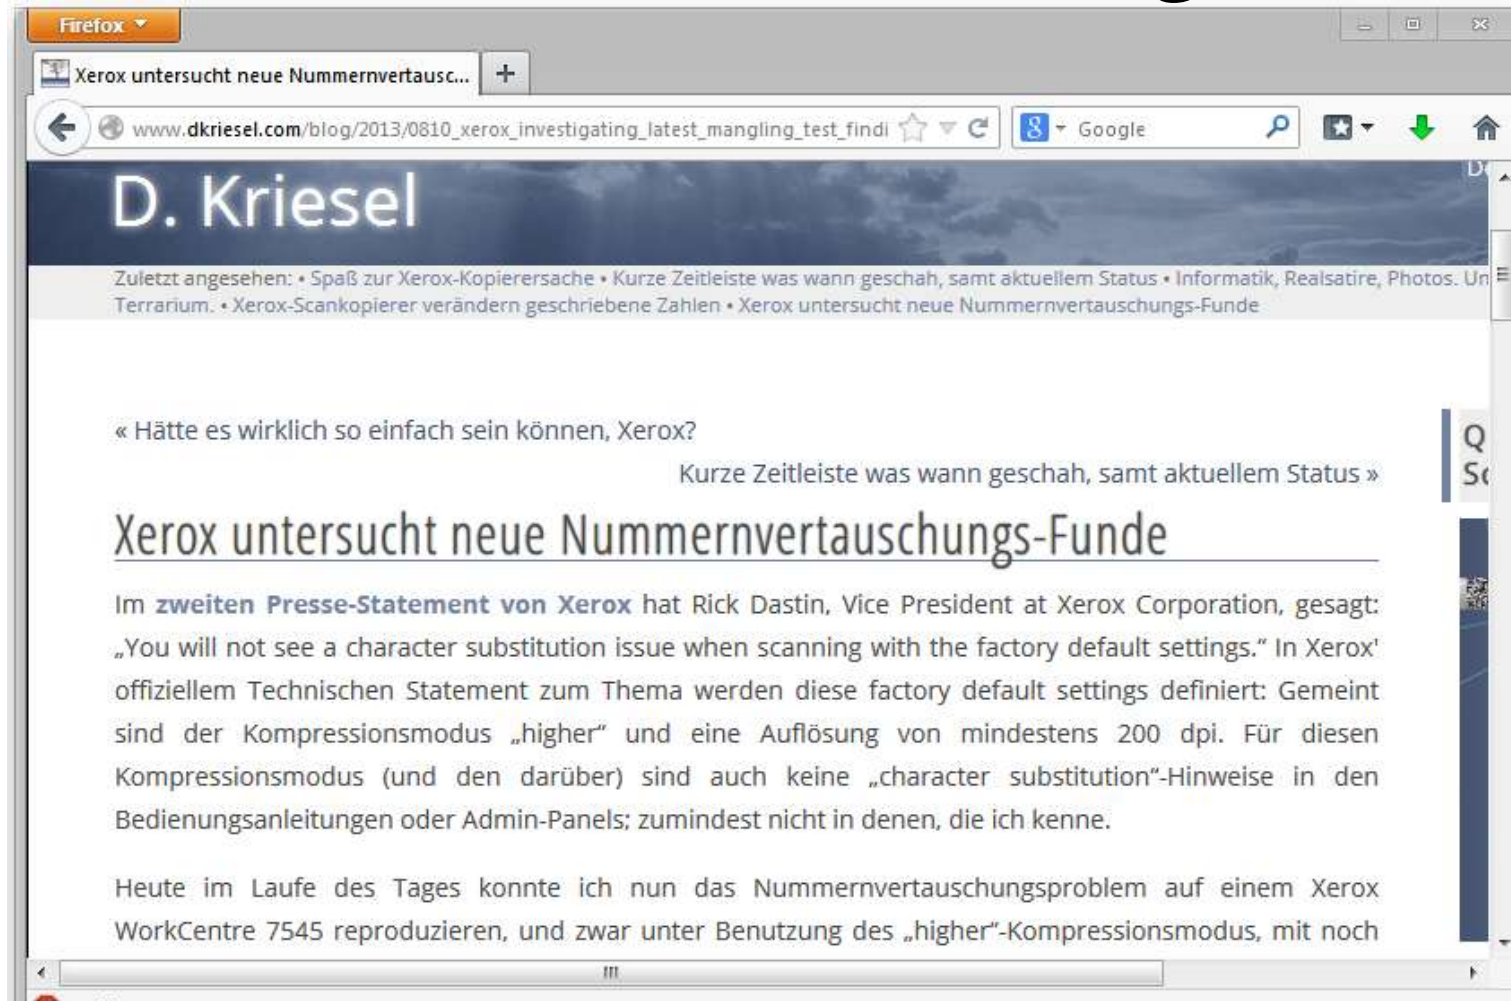 Firefox
Xerox untersucht neue Nummernvertausc...
www.dkriesel.com/blog/2013/0810_xerox_investigating_latest_mangling_test_findi
Google
D. Kriesel
Zuletzt angesehen: • Spaß zur Xerox-Kopierersache • Kurze Zeitleiste was wann geschah, samt aktuellem Status • Informatik, Realsatire, Photos. Un
Terrarium. • Xerox-Scankopierer verändern geschriebene Zahlen • Xerox untersucht neue Nummernvertauschungs-Funde
« Hätte es wirklich so einfach sein können, Xerox?
Kurze Zeitleiste was wann geschah, samt aktuellem Status »
Xerox untersucht neue Nummernvertauschungs-Funde
Im zweiten Presse-Statement von Xerox hat Rick Dastin, Vice President at Xerox Corporation, gesagt:
„You will not see a character substitution issue when scanning with the factory default settings.“ In Xerox'
offiziellem Technischen Statement zum Thema werden diese factory default settings definiert: Gemeint
sind der Kompressionsmodus „higher“ und eine Auflösung von mindestens 200 dpi. Für diesen
Kompressionsmodus (und den darüber) sind auch keine „character substitution“-Hinweise in den
Bedienungsanleitungen oder Admin-Panels; zumindest nicht in denen, die ich kenne.
Heute im Laufe des Tages konnte ich nun das Nummernvertauschungsproblem auf einem Xerox
WorkCentre 7545 reproduzieren, und zwar unter Benutzung des „higher“-Kompressionsmodus, mit noch